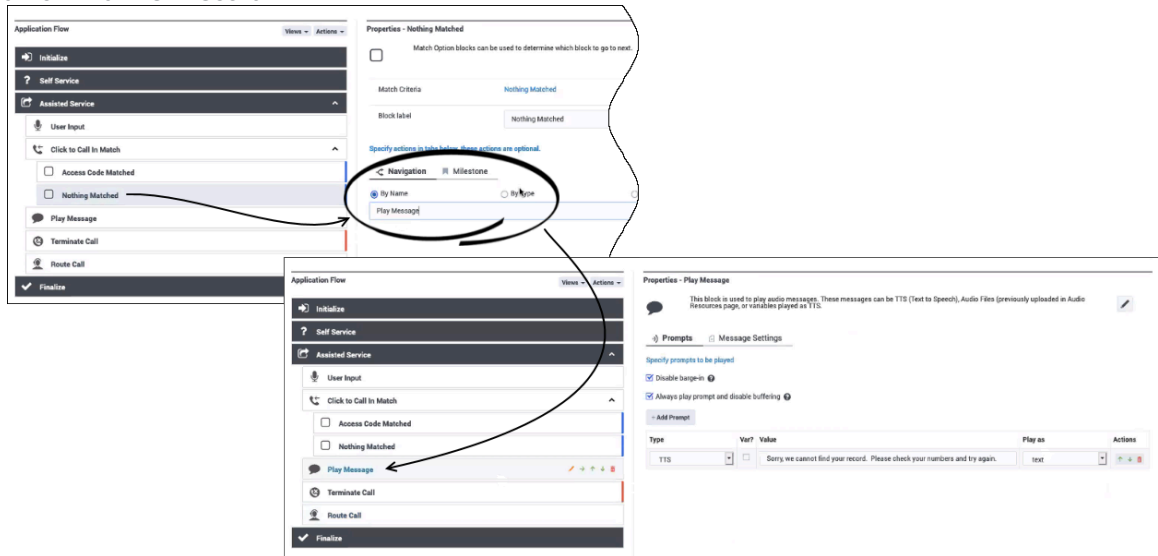 Application Flow
Views
Actions
Initialize
Self Service
Assisted Service
User Input
Click to Call In Match
Access Code Matched
Nothing Matched
Play Message
Terminate Call
Route Call
Finalize
Properties - Nothing Matched
Match Option blocks can be used to determine which block to go to next.
Match Criteria
Nothing Matched
Block label
Nothing Matched
Specify actions in tabs below, these actions are optional.
Navigation
Milestone
By Name
By Type
Play Message
Application Flow
Views
Actions
Initialize
Self Service
Assisted Service
User Input
Click to Call In Match
Access Code Matched
Nothing Matched
Play Message
Terminate Call
Route Call
Finalize
Properties - Play Message
This block is used to play audio messages. These messages can be TTS (Text to Speech), Audio Files (previously uploaded in Audio
Resources page, or variables played as TTS.
Prompts
Message Settings
Specify prompts to be played
Disable barge-in
Always play prompt and disable buffering
- Add Prompt
Type Var? Value Play as Actions
TTS Sorry, we cannot find your record. Please check your numbers and try again. text